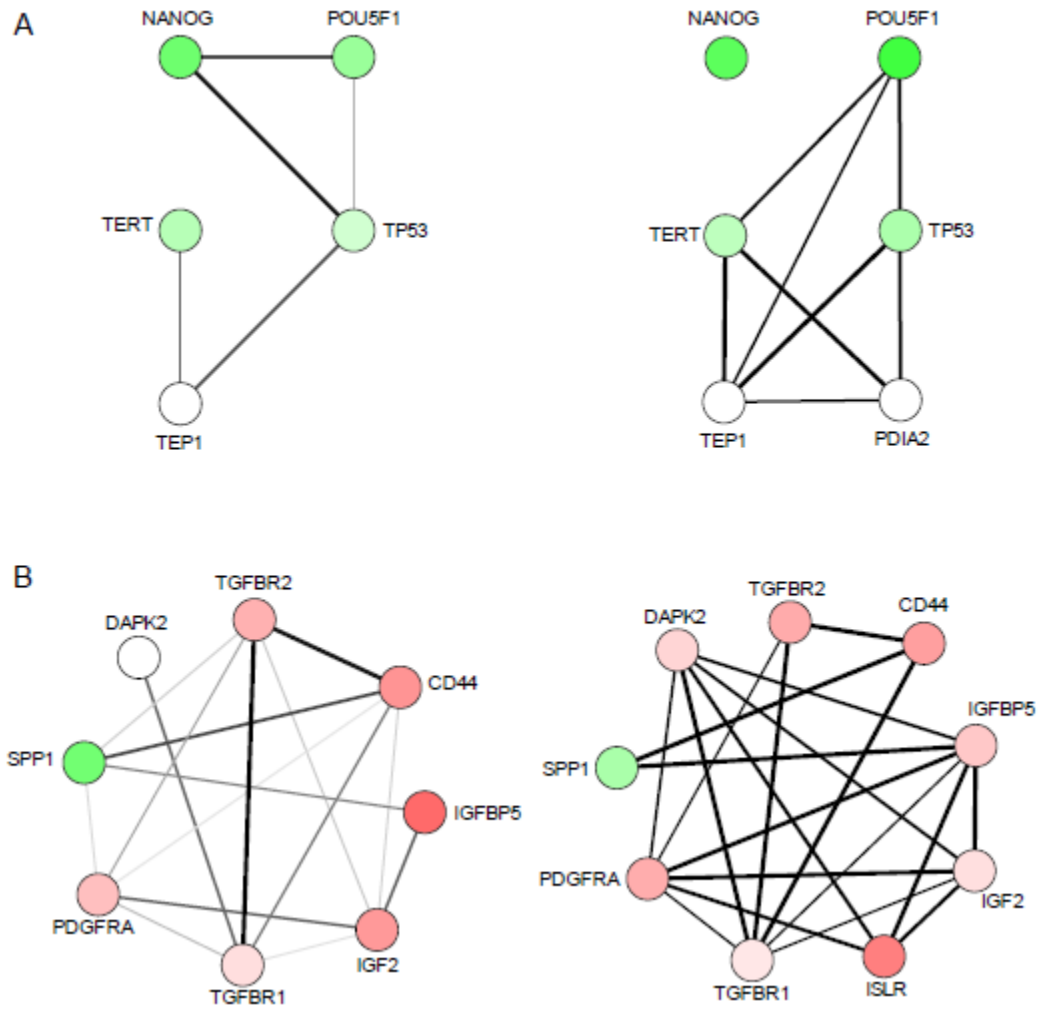 A
NANOG POU5F1
TERT TP53
TEP1
NANOG POU5F1
TERT TP53
TEP1 PDIA2
B
TGFBR2
DAPK2
CD44
SPP1
IGFBP5
PDGFRA
IGF2
TGFBR1
TGFBR2
CD44
DAPK2
IGFBP5
SPP1
PDGFRA
IGF2
TGFBR1
ISLR